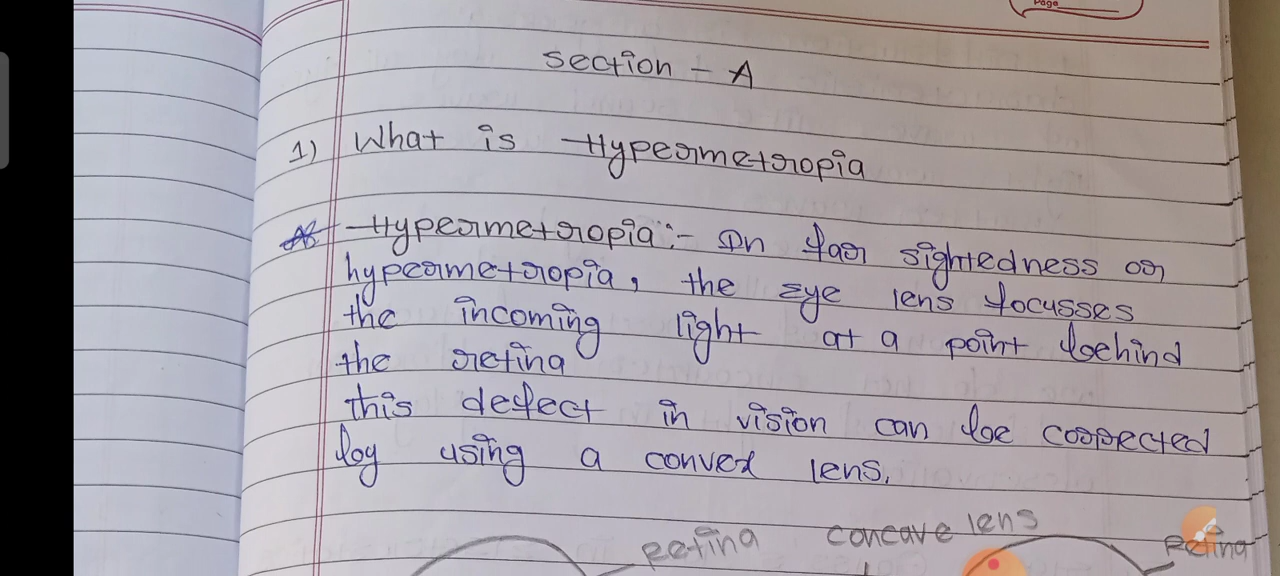 Page
section - A
1) What is Hypermetropia
Hypermetropia:- In far sightedness or
hypermetropia, the eye lens focusses
the incoming light at a point behind
the retina
this defect in vision can be corrected
by using a convex lens.
retina concave lens retina